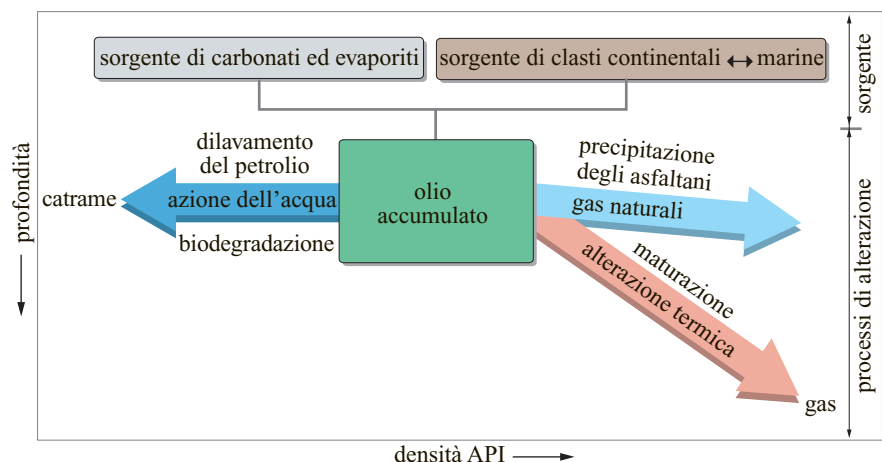 sorgente di carbonati ed evaporiti
sorgente di clasti continentali ↔ marine
sorgente
dilavamento
del petrolio
azione dell'acqua
biodegradazione
catrame
olio
accumulato
precipitazione
degli asfaltani
gas naturali
maturazione
alterazione termica
gas
processi di alterazione
profondità
densità API